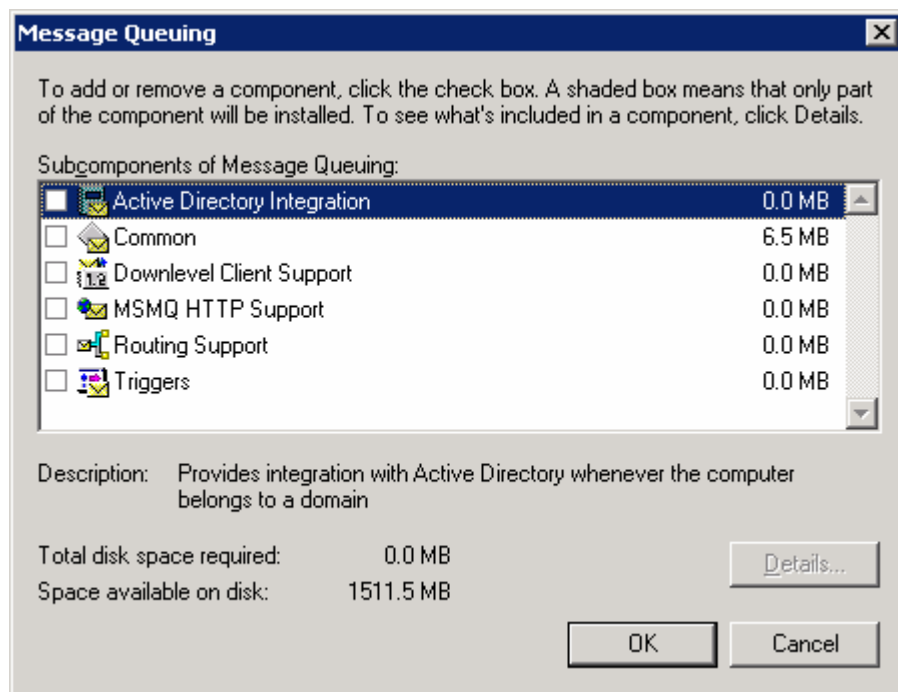 Message Queuing
To add or remove a component, click the check box. A shaded box means that only part
of the component will be installed. To see what's included in a component, click Details.
Subcomponents of Message Queuing:
Active Directory Integration 0.0 MB
Common 6.5 MB
Downlevel Client Support 0.0 MB
MSMQ HTTP Support 0.0 MB
Routing Support 0.0 MB
Triggers 0.0 MB
Description: Provides integration with Active Directory whenever the computer
belongs to a domain
Total disk space required: 0.0 MB
Details...
Space available on disk: 1511.5 MB
OK Cancel